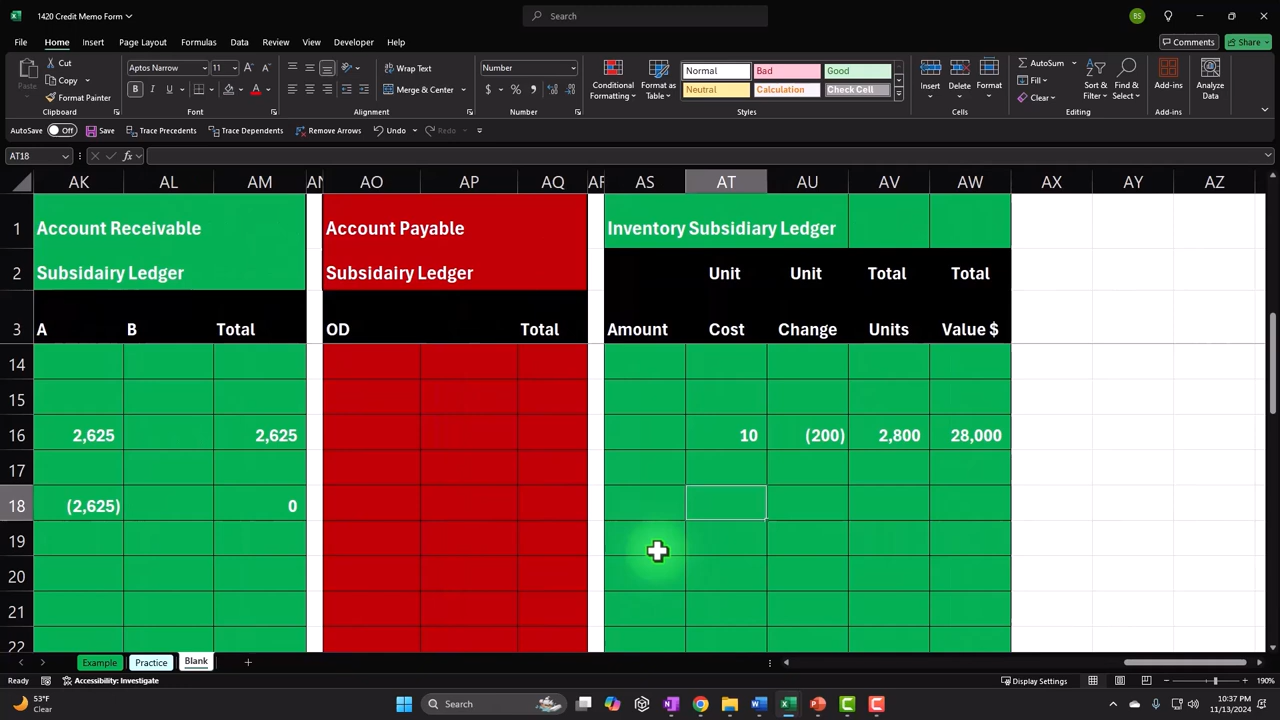 1420 Credit Memo Form
Search
BS
File Home Insert Page Layout Formulas Data Review View Developer Help
Comments Share
Cut
Copy
Format Painter
Paste
Clipboard
Aptos Narrow 11
B I U
Font
Wrap Text
Merge & Center
Alignment
Number
$ % 9
Number
Conditional Formatting
Format as Table
Normal Bad Good
Neutral Calculation Check Cell
Styles
Insert Delete Format
Cells
AutoSum
Fill
Clear
Sort & Filter
Find & Select
Editing
Add-ins
Add-ins
Analyze Data
AutoSave Off Save Trace Precedents Trace Dependents Remove Arrows Undo Redo
AT18 fx
AK AL AM AO AP AQ AS AT AU AV AW AX AY AZ
1 Account Receivable Account Payable Inventory Subsidiary Ledger
2 Subsidairy Ledger Subsidairy Ledger Unit Unit Total Total
3 A B Total OD Total Amount Cost Change Units Value $
14
15
16 2,625 2,625 10 (200) 2,800 28,000
17
18 (2,625) 0
19
20
21
22
Example Practice Blank
Ready Accessibility: Investigate Display Settings 190%
53°F
Clear
Search
10:37 PM
11/13/2024